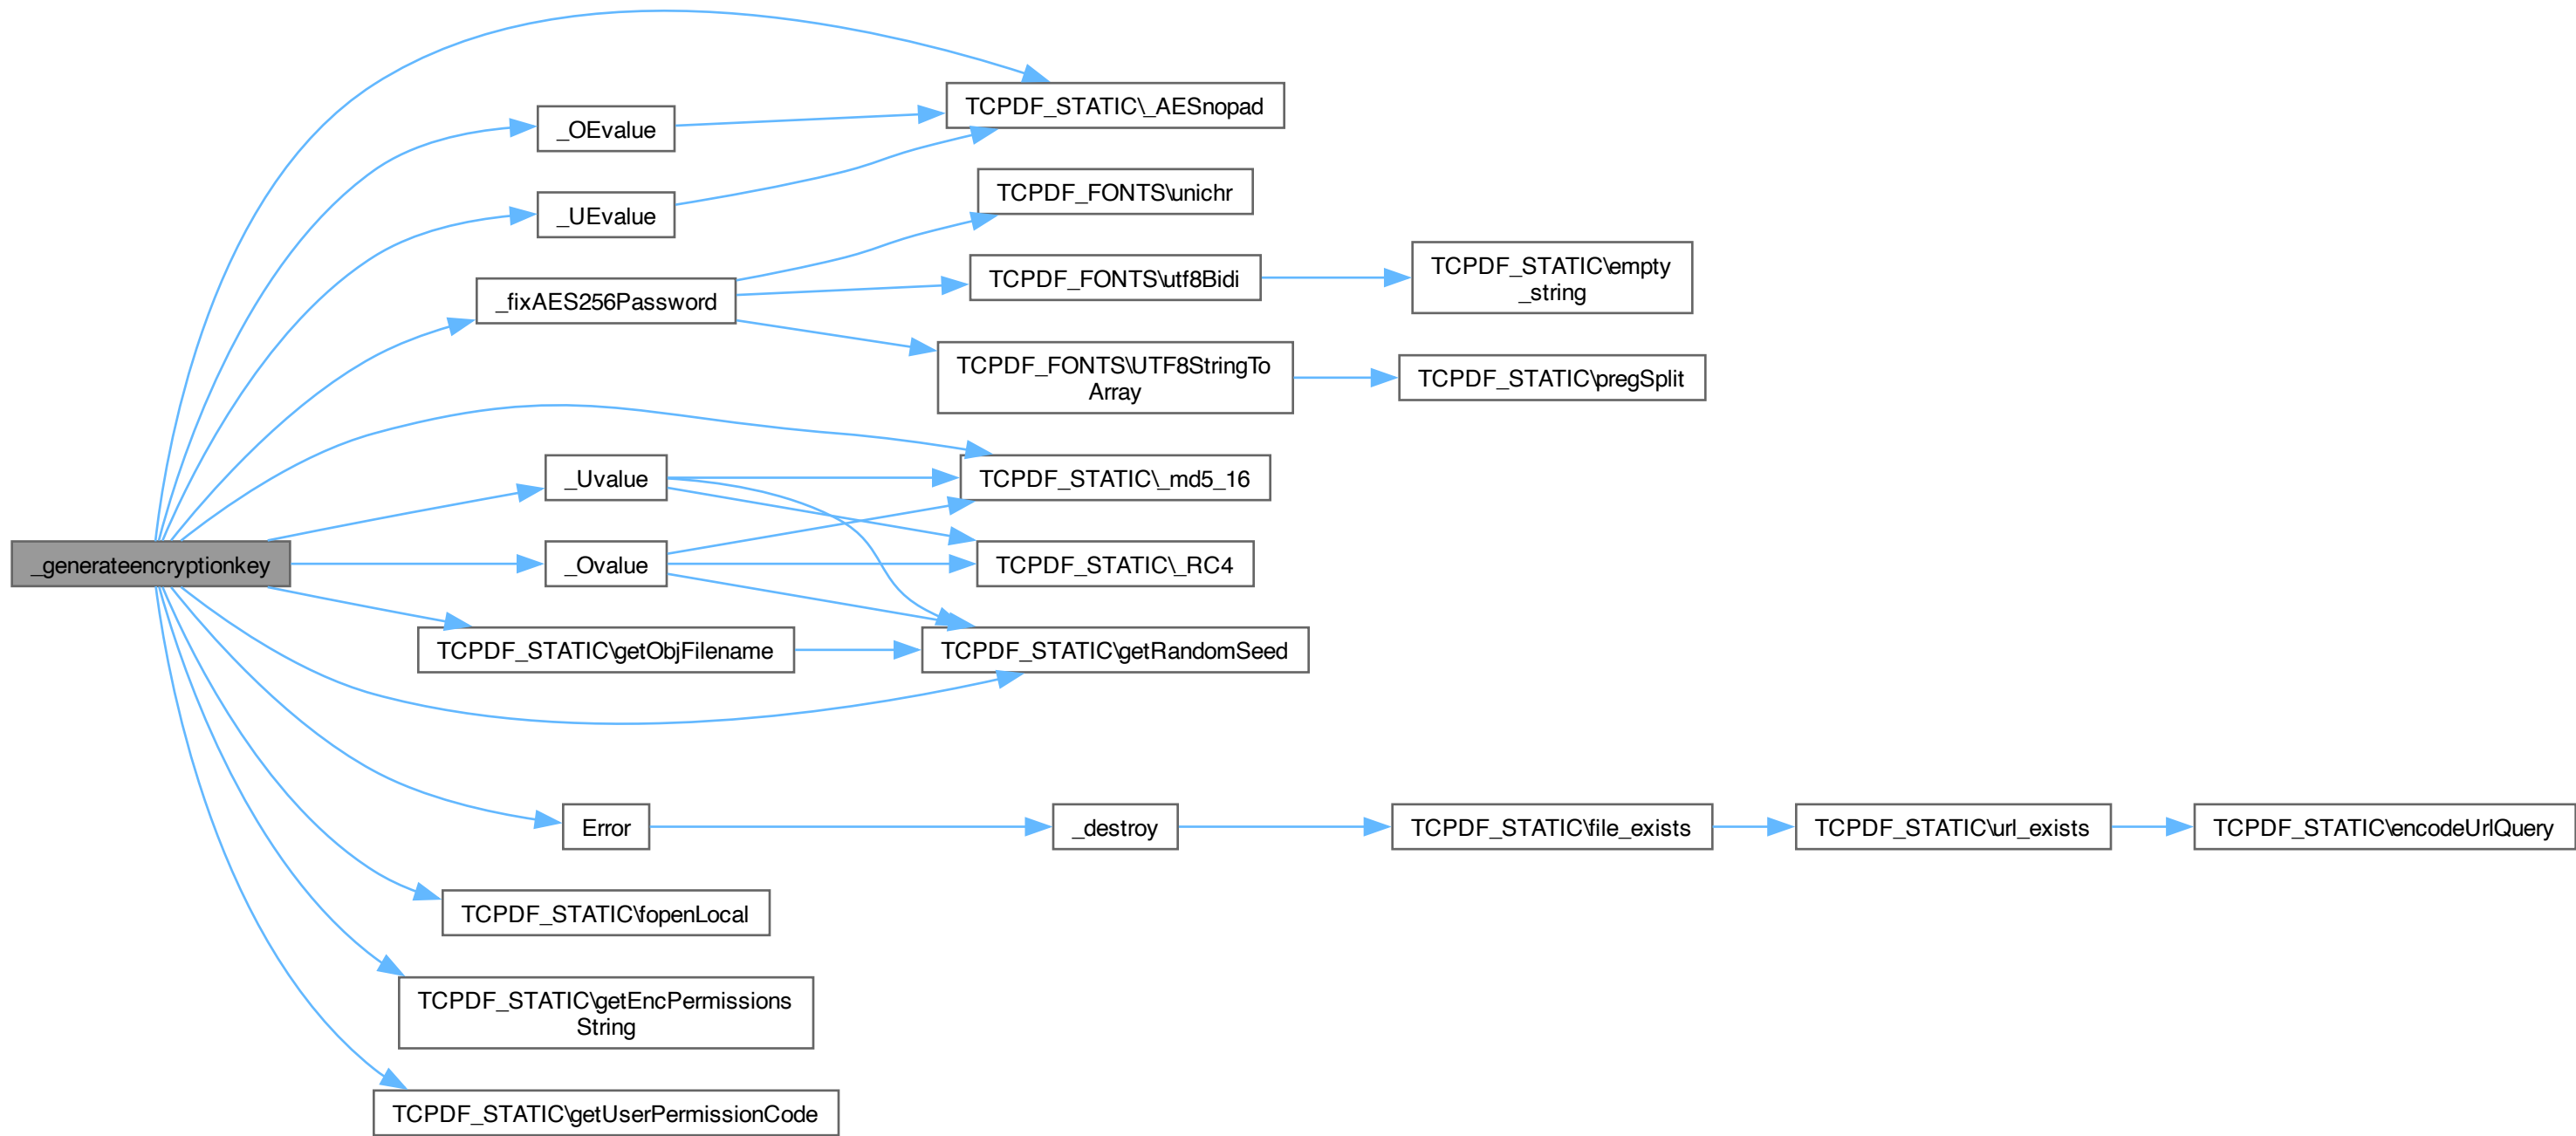 TCPDF_STATIC\_AESnopad
_OEvalue
TCPDF_FONTS\unichr
_UEvalue
TCPDF_STATIC\empty
_string
TCPDF_FONTS\utf8Bidi
_fixAES256Password
TCPDF_FONTS\UTF8StringTo
Array
TCPDF_STATIC\pregSplit
_Uvalue
TCPDF_STATIC\_md5_16
_generateencryptionkey
_Ovalue
TCPDF_STATIC\_RC4
TCPDF_STATIC\getObjFilename
TCPDF_STATIC\getRandomSeed
Error
_destroy
TCPDF_STATIC\file_exists
TCPDF_STATIC\url_exists
TCPDF_STATIC\encodeUrlQuery
TCPDF_STATIC\fopenLocal
TCPDF_STATIC\getEncPermissions
String
TCPDF_STATIC\getUserPermissionCode